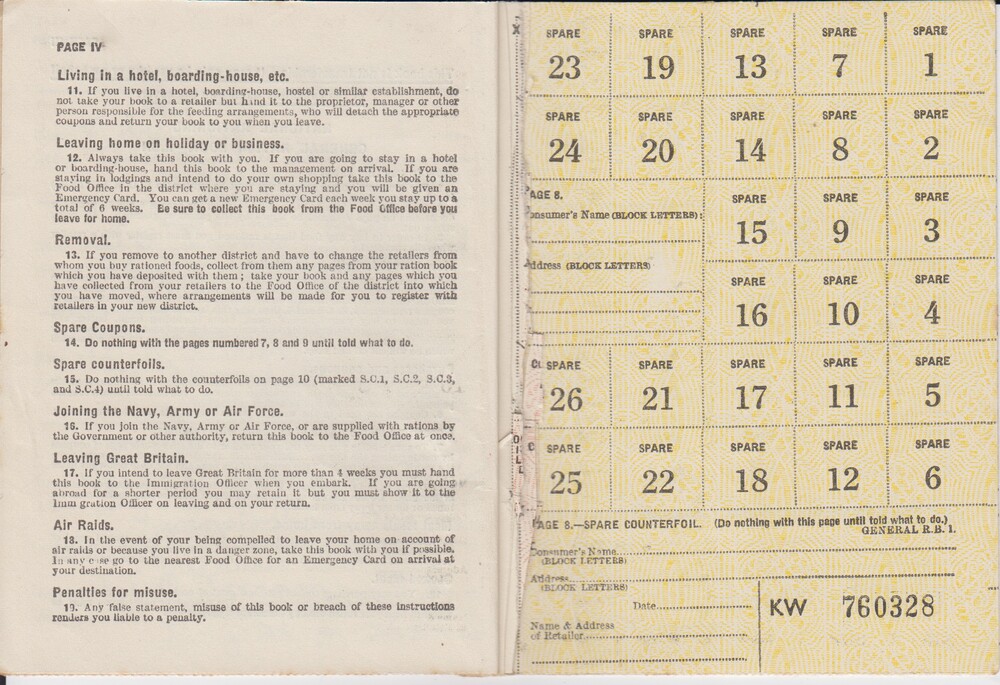 PAGE IV
Living in a hotel, boarding-house, etc.
11. If you live in a hotel, boarding-house, hostel or similar establishment, do
not take your book to a retailer but hand it to the proprietor, manager or other
person responsible for the feeding arrangements, who will detach the appropriate
coupons and return your book to you when you leave.
Leaving home on holiday or business.
12. Always take this book with you. If you are going to stay in a hotel
or boarding-house, hand this book to the management on arrival. If you are
staying in lodgings and intend to do your own shopping take this book to the
Food Office in the district where you are staying and you will be given an
Emergency Card. You can get a new Emergency Card each week you stay up to a
total of 6 weeks. Be sure to collect this book from the Food Office before you
leave for home.
Removal.
13. If you remove to another district and have to change the retailers from
whom you buy rationed foods, collect from them any pages from your ration book
which you have deposited with them; take your book and any pages which you
have collected from your retailers to the Food Office of the district into which
you have moved, where arrangements will be made for you to register with
retailers in your new district.
Spare Coupons.
14. Do nothing with the pages numbered 7, 8 and 9 until told what to do.
Spare counterfoils.
15. Do nothing with the counterfoils on page 10 (marked S.C.1, S.C.2, S.C.3,
and S.C.4) until told what to do.
Joining the Navy, Army or Air Force.
16. If you join the Navy, Army or Air Force, or are supplied with rations by
the Government or other authority, return this book to the Food Office at once.
Leaving Great Britain.
17. If you intend to leave Great Britain for more than 4 weeks you must hand
this book to the Immigration Officer when you embark. If you are going
abroad for a shorter period you may retain it but you must show it to the
Immigration Officer on leaving and on your return.
Air Raids.
18. In the event of your being compelled to leave your home on account of
air raids or because you live in a danger zone, take this book with you if possible.
In any case go to the nearest Food Office for an Emergency Card on arrival at
your destination.
Penalties for misuse.
19. Any false statement, misuse of this book or breach of these instructions
renders you liable to a penalty.
SPARE SPARE SPARE SPARE SPARE
23 19 13 7 1
SPARE SPARE SPARE SPARE SPARE
24 20 14 8 2
PAGE 8.
Consumer's Name (BLOCK LETTERS):
Address (BLOCK LETTERS)
SPARE SPARE SPARE
15 9 3
SPARE SPARE SPARE
16 10 4
SPARE SPARE SPARE SPARE SPARE
26 21 17 11 5
SPARE SPARE SPARE SPARE SPARE
25 22 18 12 6
PAGE 8.—SPARE COUNTERFOIL. (Do nothing with this page until told what to do.)
GENERAL R.B. 1.
Consumer's Name
(BLOCK LETTERS)
Address
(BLOCK LETTERS)
Date
Name & Address
of Retailer
KW 760328